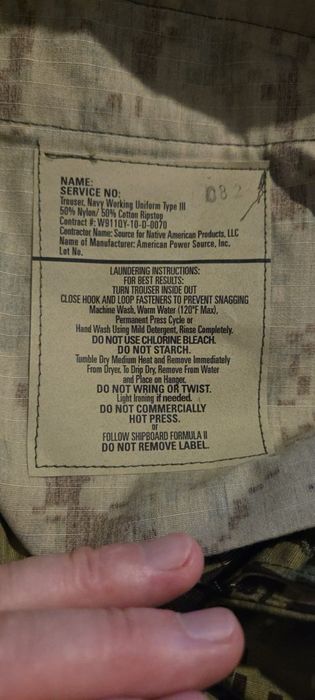 NAME:
SERVICE NO:
082
Trouser, Navy Working Uniform Type III
50% Nylon/ 50% Cotton Ripstop
Contract #: W911QY-10-D-0070
Contractor Name: Source for Native American Products, LLC
Name of Manufacturer: American Power Source, Inc.
Lot No.
LAUNDERING INSTRUCTIONS:
FOR BEST RESULTS:
TURN TROUSER INSIDE OUT
CLOSE HOOK AND LOOP FASTENERS TO PREVENT SNAGGING
Machine Wash, Warm Water (120°F Max),
Permanent Press Cycle or
Hand Wash Using Mild Detergent, Rinse Completely.
DO NOT USE CHLORINE BLEACH.
DO NOT STARCH.
Tumble Dry Medium Heat and Remove Immediately
From Dryer. To Drip Dry, Remove From Water
and Place on Hanger.
DO NOT WRING OR TWIST.
Light Ironing if needed.
DO NOT COMMERCIALLY
HOT PRESS.
or
FOLLOW SHIPBOARD FORMULA II
DO NOT REMOVE LABEL.